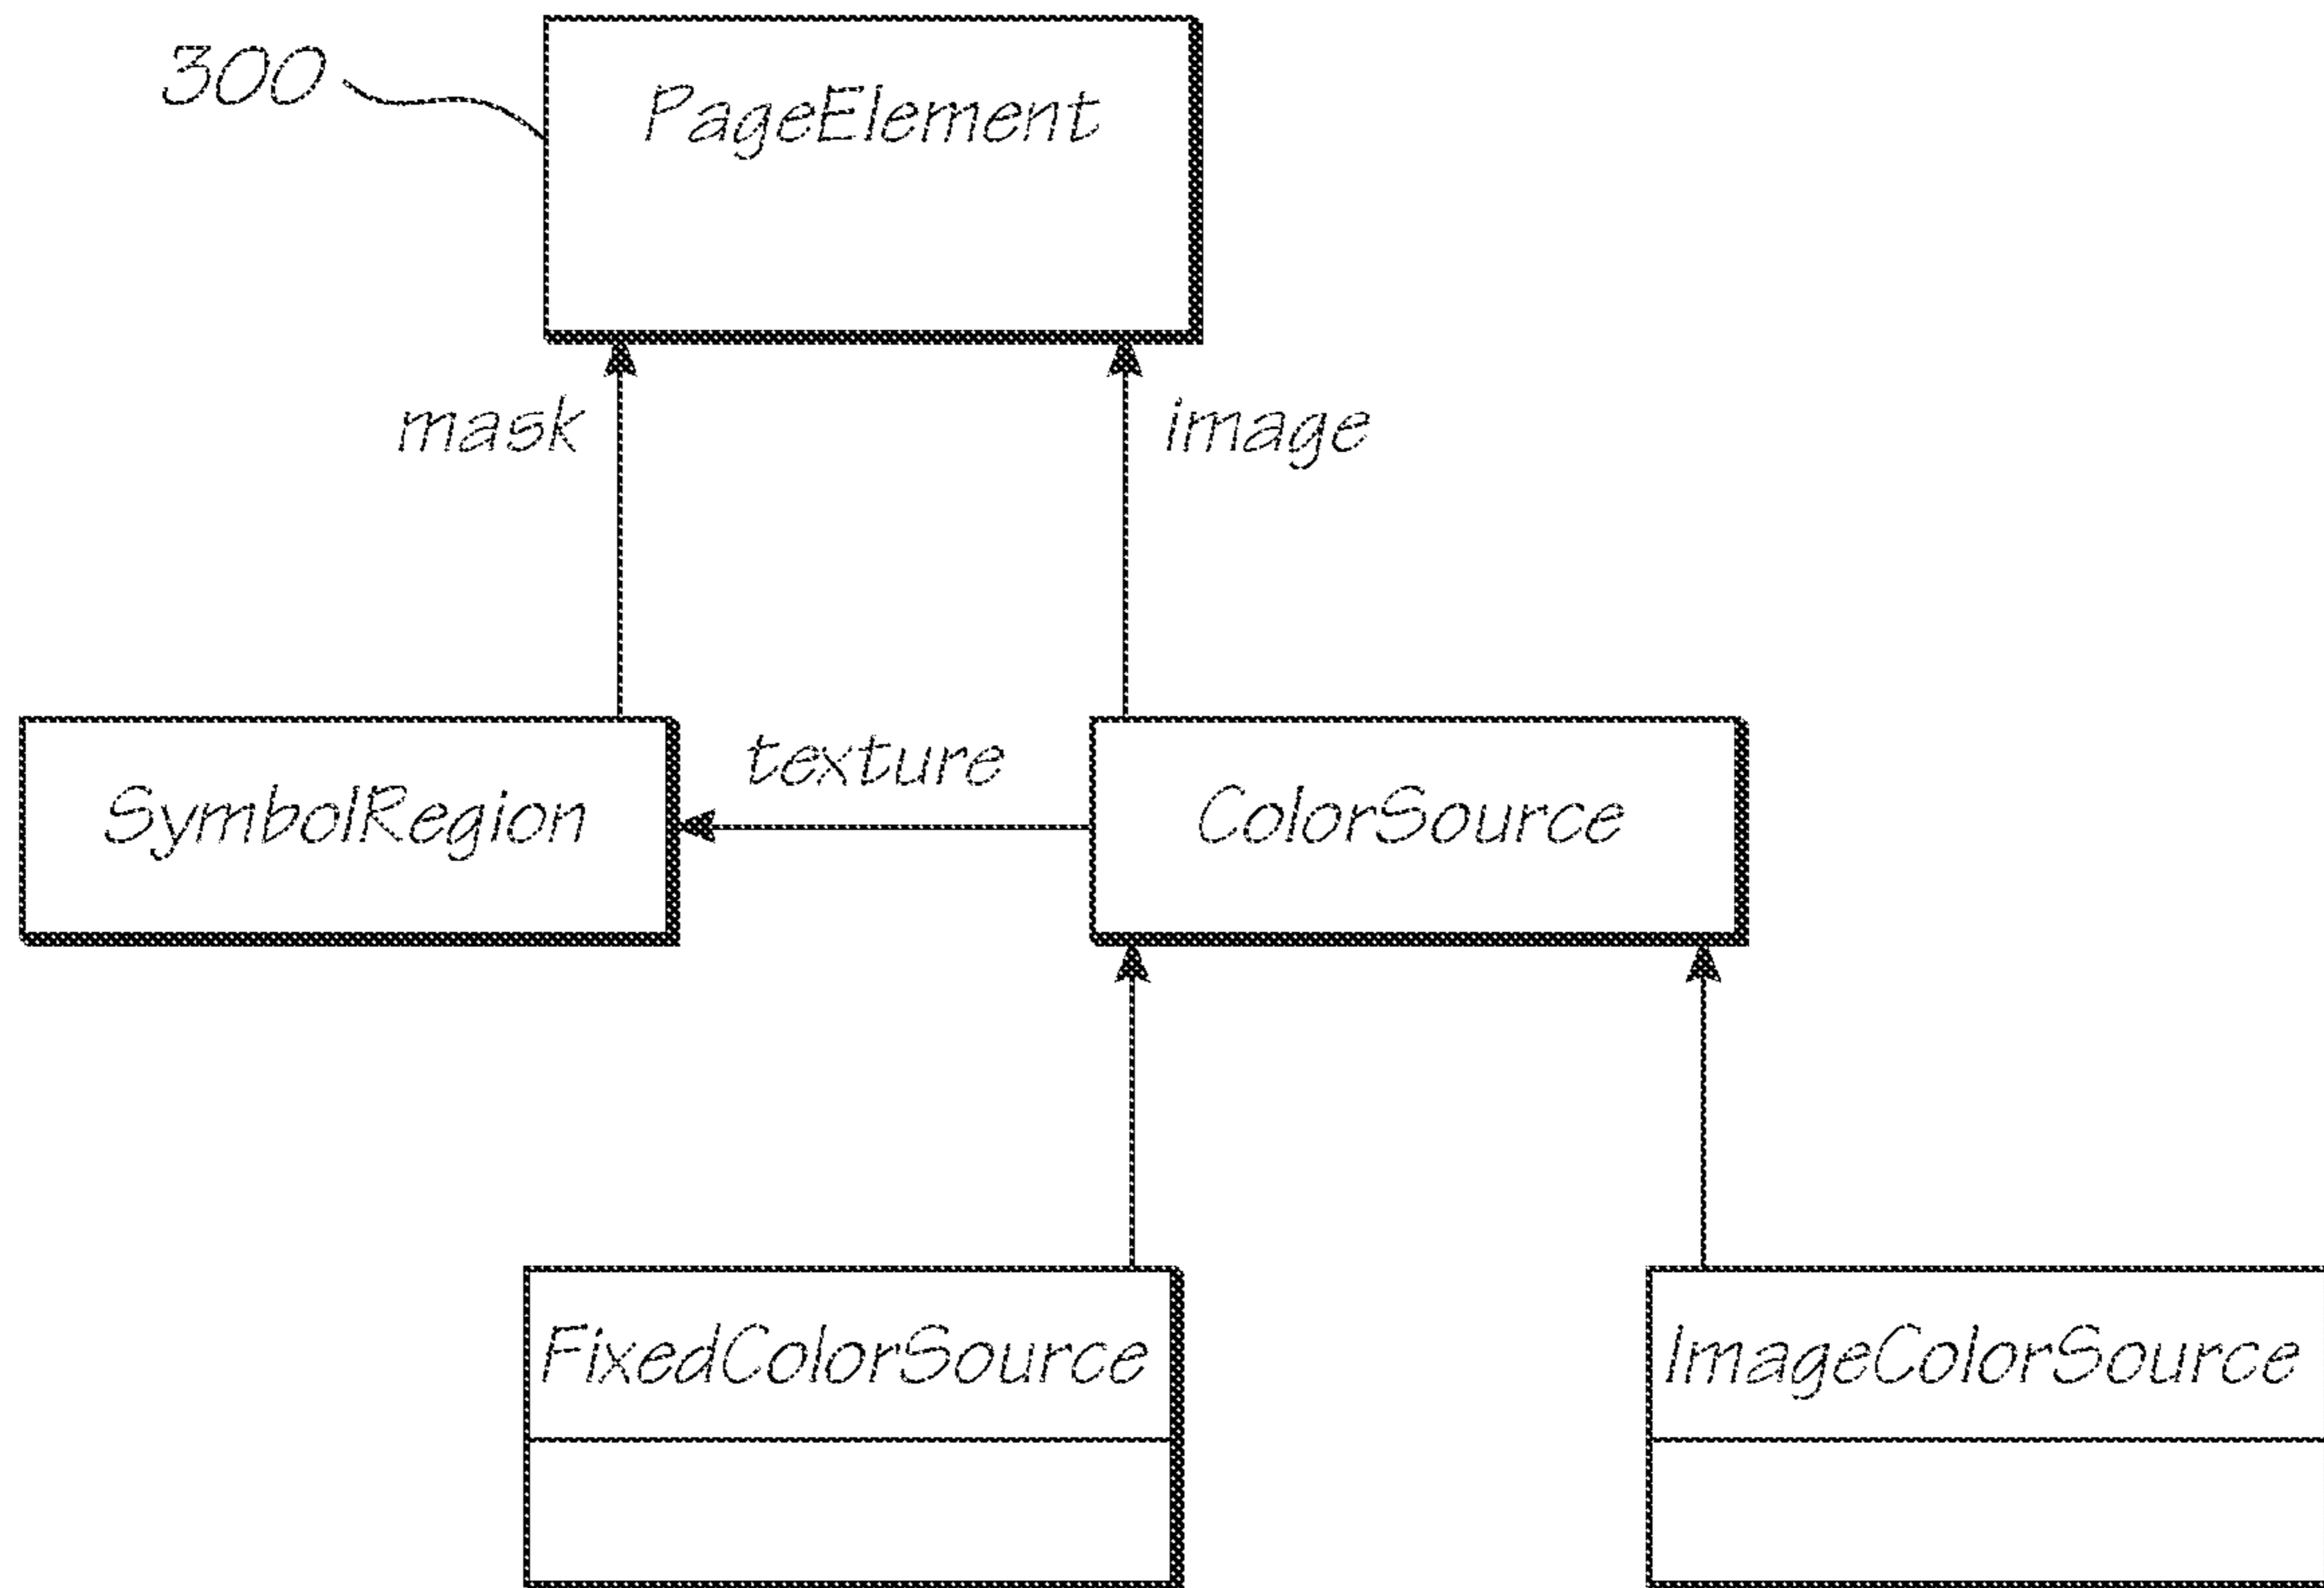 300
PageElement
mask
image
texture
SymbolRegion
ColorSource
FixedColorSource
ImageColorSource